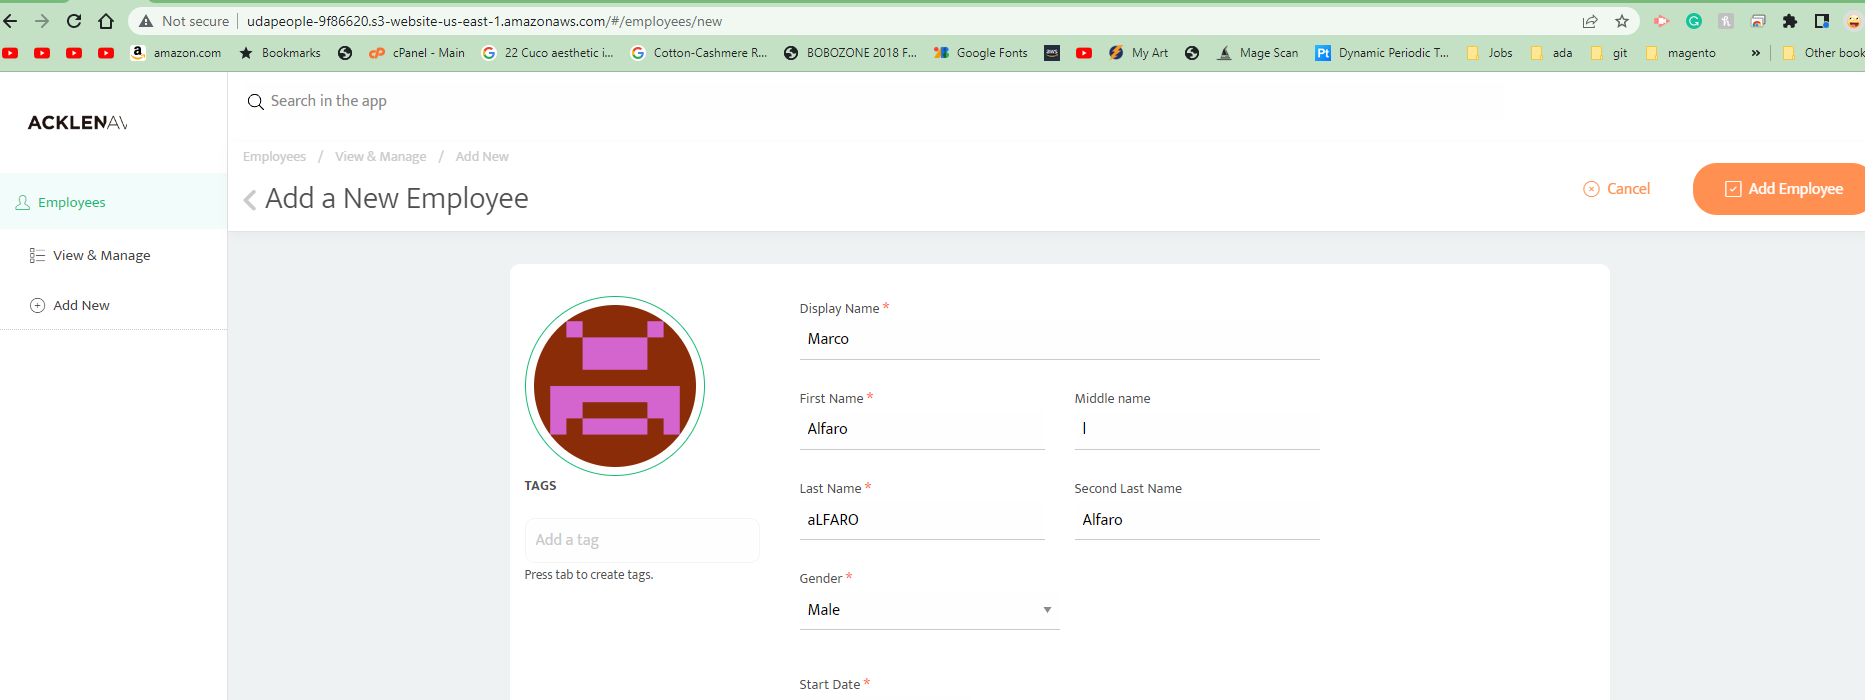 Not secure | udapeople-9f86620.s3-website-us-east-1.amazonaws.com/#/employees/new
amazon.com Bookmarks cPanel - Main 22 Cuco aesthetic i... Cotton-Cashmere R... BOBOZONE 2018 F... Google Fonts aws My Art Mage Scan Pt Dynamic Periodic T... Jobs ada git magento » Other book
Search in the app
ACKLENAV
Employees / View & Manage / Add New
Add a New Employee
Cancel
Add Employee
Employees
View & Manage
Add New
Display Name *
Marco
First Name *
Middle name
Alfaro
l
Last Name *
Second Last Name
aLFARO
Alfaro
TAGS
Add a tag
Press tab to create tags.
Gender *
Male
Start Date *